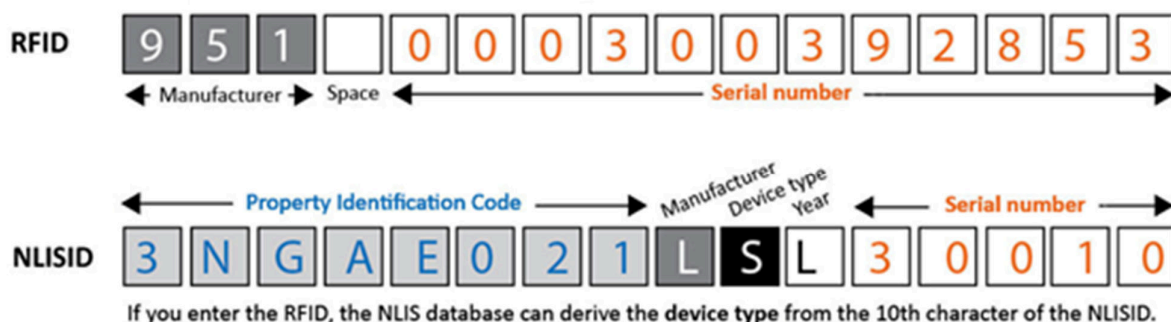 RFID 9 5 1 0 0 0 3 0 0 3 9 2 8 5 3
Manufacturer Space Serial number
Property Identification Code Manufacturer Device type Year Serial number
NLISID 3 N G A E 0 2 1 L S L 3 0 0 1 0
If you enter the RFID, the NLIS database can derive the device type from the 10th character of the NLISID.